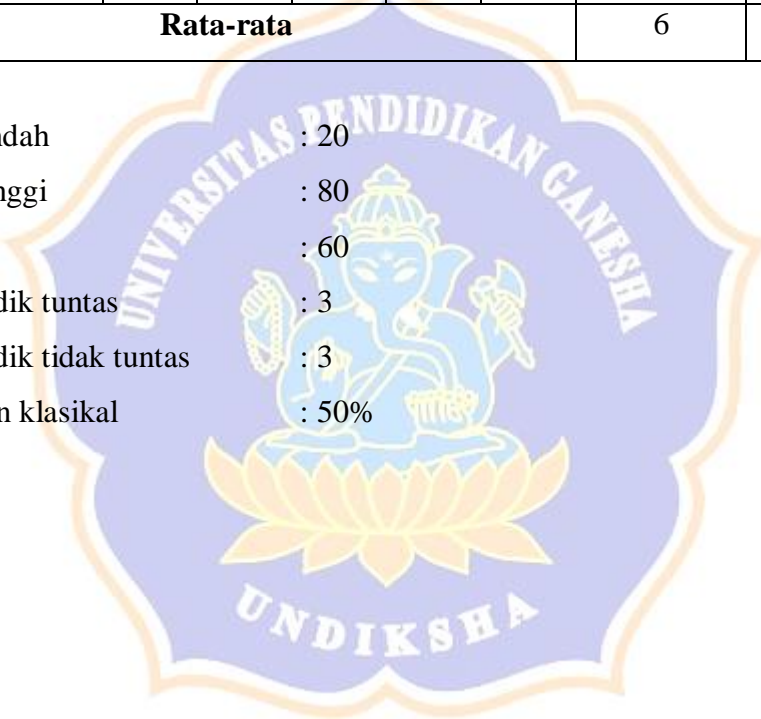 Rata-rata 6
ndah : 20
nggi : 80
: 60
dik tuntas : 3
dik tidak tuntas : 3
n klasikal : 50%
UNIVERSITAS PENDIDIKAN GANESHA
UNDIKSHA